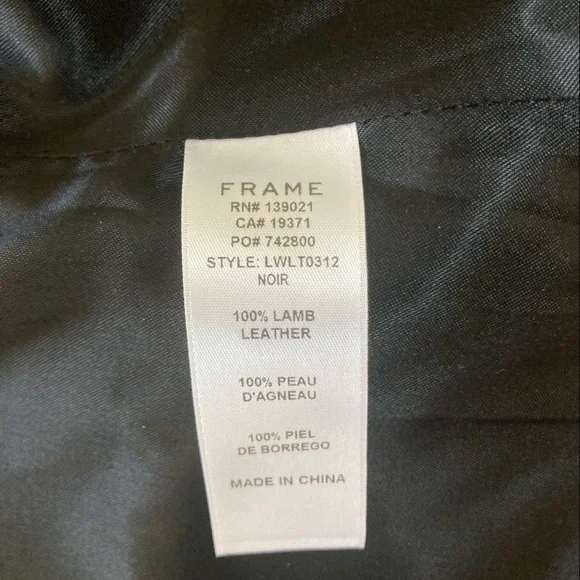 FRAME
RN# 139021
CA# 19371
PO# 742800
STYLE: LWLT0312
NOIR
100% LAMB
LEATHER
100% PEAU
D'AGNEAU
100% PIEL
DE BORREGO
MADE IN CHINA